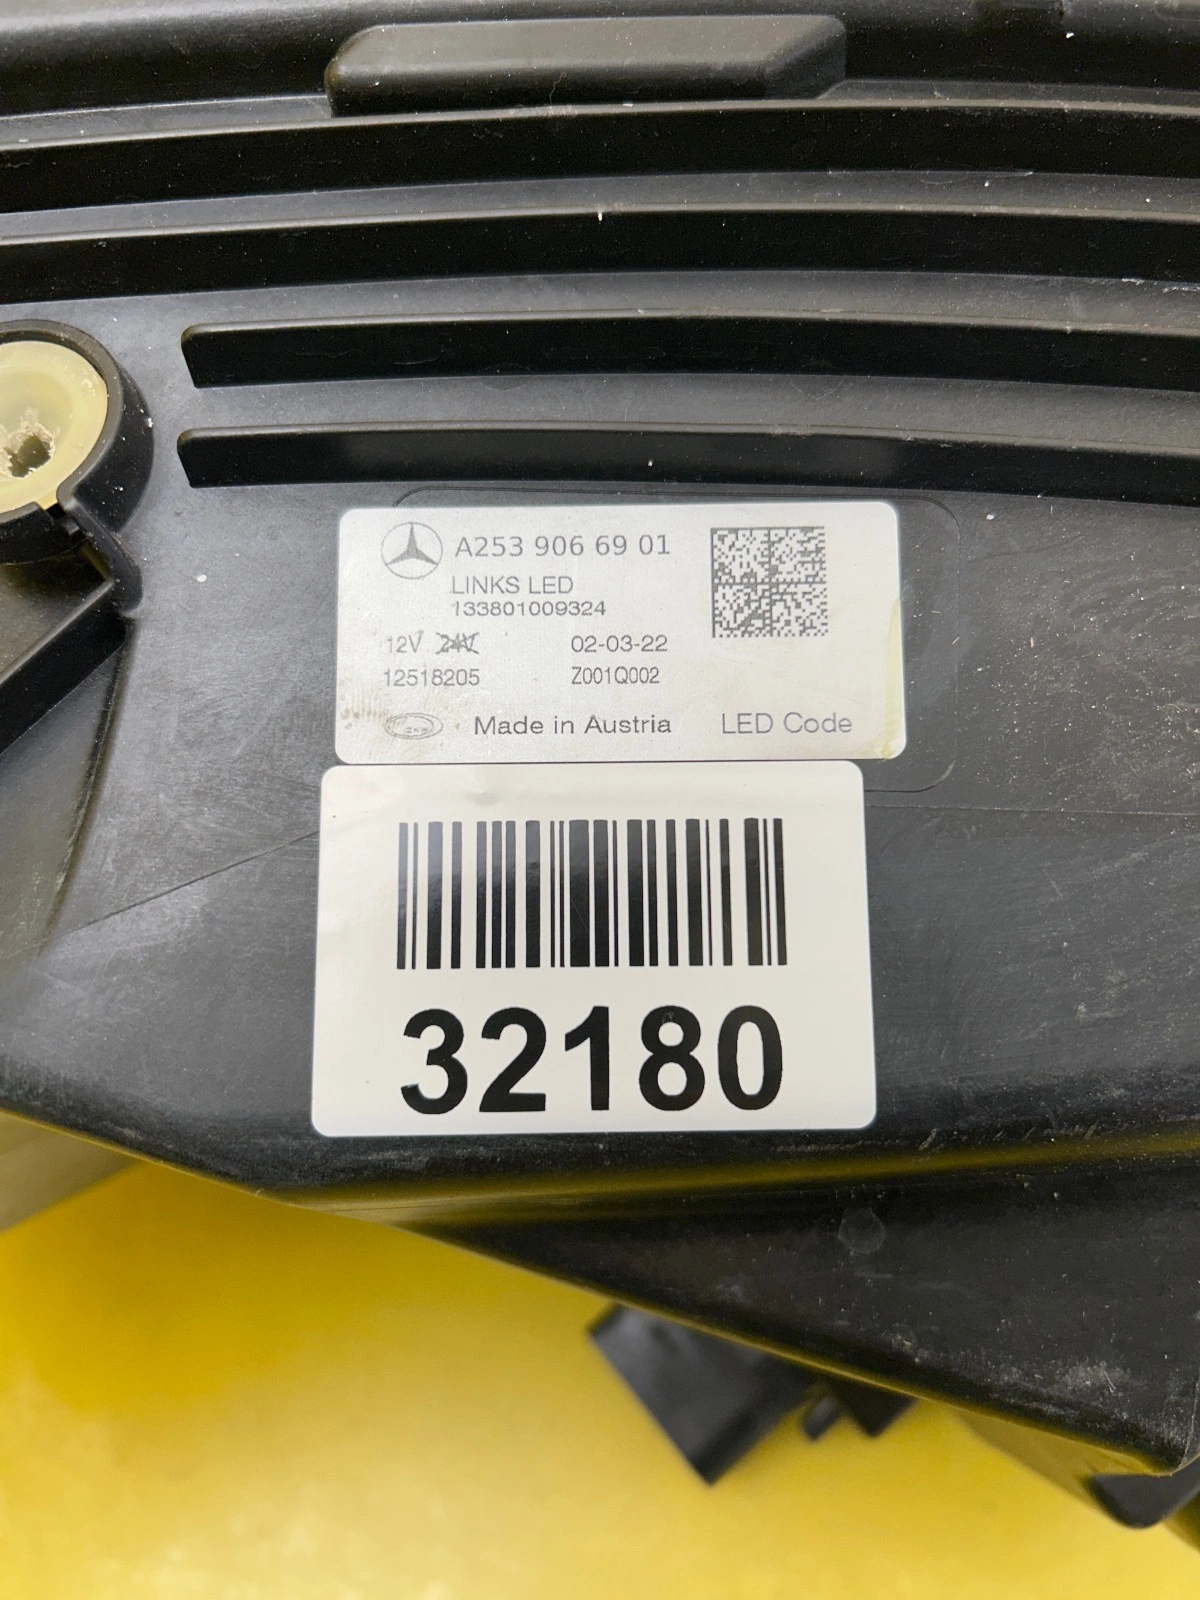 A253 906 69 01
LINKS LED
133801009324
12V 24V 02-03-22
12518205 Z001Q002
Made in Austria LED Code
32180